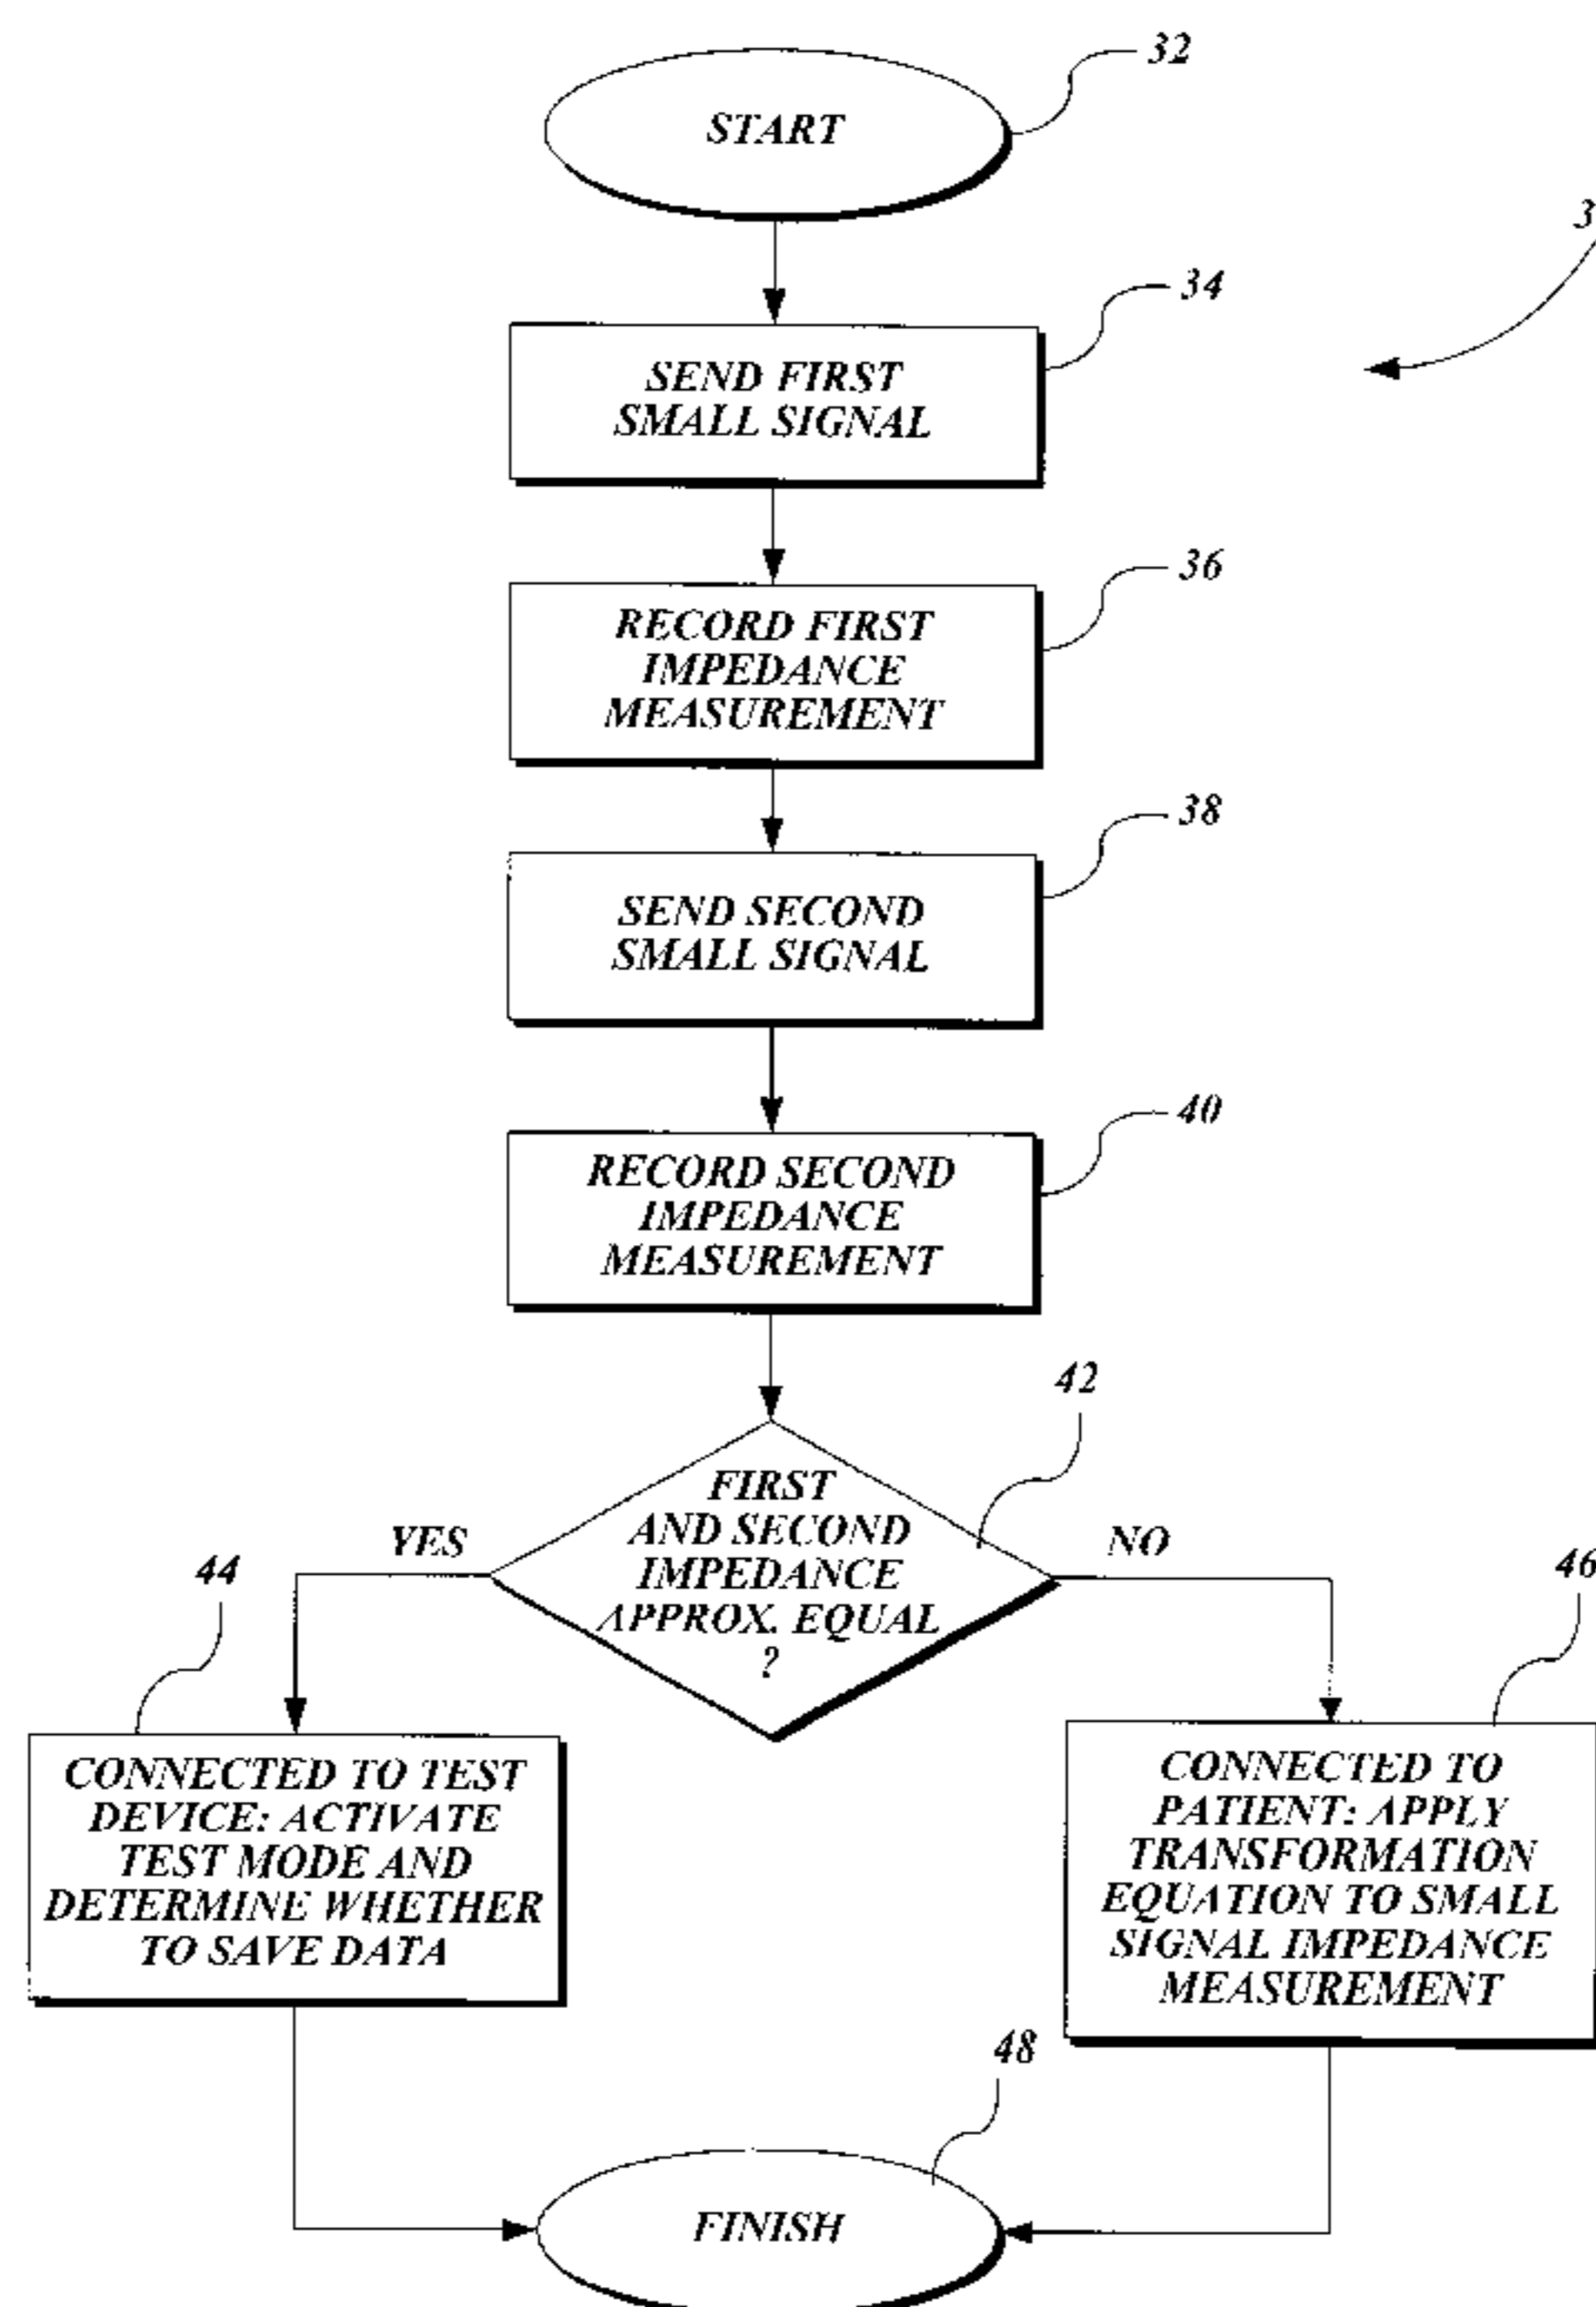 32
START
3
34
SEND FIRST
SMALL SIGNAL
36
RECORD FIRST
IMPEDANCE
MEASUREMENT
38
SEND SECOND
SMALL SIGNAL
40
RECORD SECOND
IMPEDANCE
MEASUREMENT
42
FIRST
AND SECOND
IMPEDANCE
APPROX. EQUAL
?
YES
NO
44
46
CONNECTED TO TEST
DEVICE: ACTIVATE
TEST MODE AND
DETERMINE WHETHER
TO SAVE DATA
CONNECTED TO
PATIENT: APPLY
TRANSFORMATION
EQUATION TO SMALL
SIGNAL IMPEDANCE
MEASUREMENT
48
FINISH